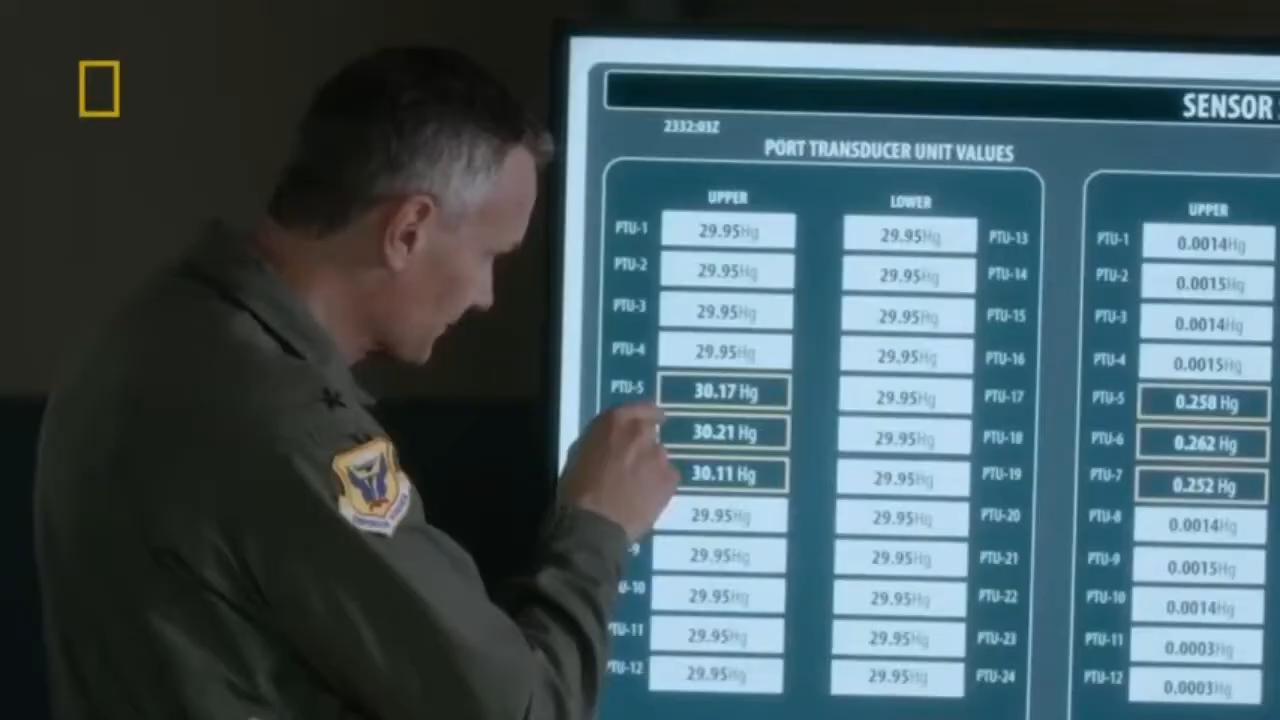 SENSOR
2332:03Z
PORT TRANSDUCER UNIT VALUES
UPPER LOWER UPPER
PTU-1 29.95Hg 29.95Hg PTU-13 PTU-1 0.0014Hg
PTU-2 29.95Hg 29.95Hg PTU-14 PTU-2 0.0015Hg
PTU-3 29.95Hg 29.95Hg PTU-15 PTU-3 0.0014Hg
PTU-4 29.95Hg 29.95Hg PTU-16 PTU-4 0.0015Hg
PTU-5 30.17 Hg 29.95Hg PTU-17 PTU-5 0.258 Hg
30.21 Hg 29.95Hg PTU-18 PTU-6 0.262 Hg
30.11 Hg 29.95Hg PTU-19 PTU-7 0.252 Hg
29.95Hg 29.95Hg PTU-20 PTU-8 0.0014Hg
-9 29.95Hg 29.95Hg PTU-21 PTU-9 0.0015Hg
U-10 29.95Hg 29.95Hg PTU-22 PTU-10 0.0014Hg
PTU-11 29.95Hg 29.95Hg PTU-23 PTU-11 0.0003Hg
PTU-12 29.95Hg 29.95Hg PTU-24 PTU-12 0.0003Hg